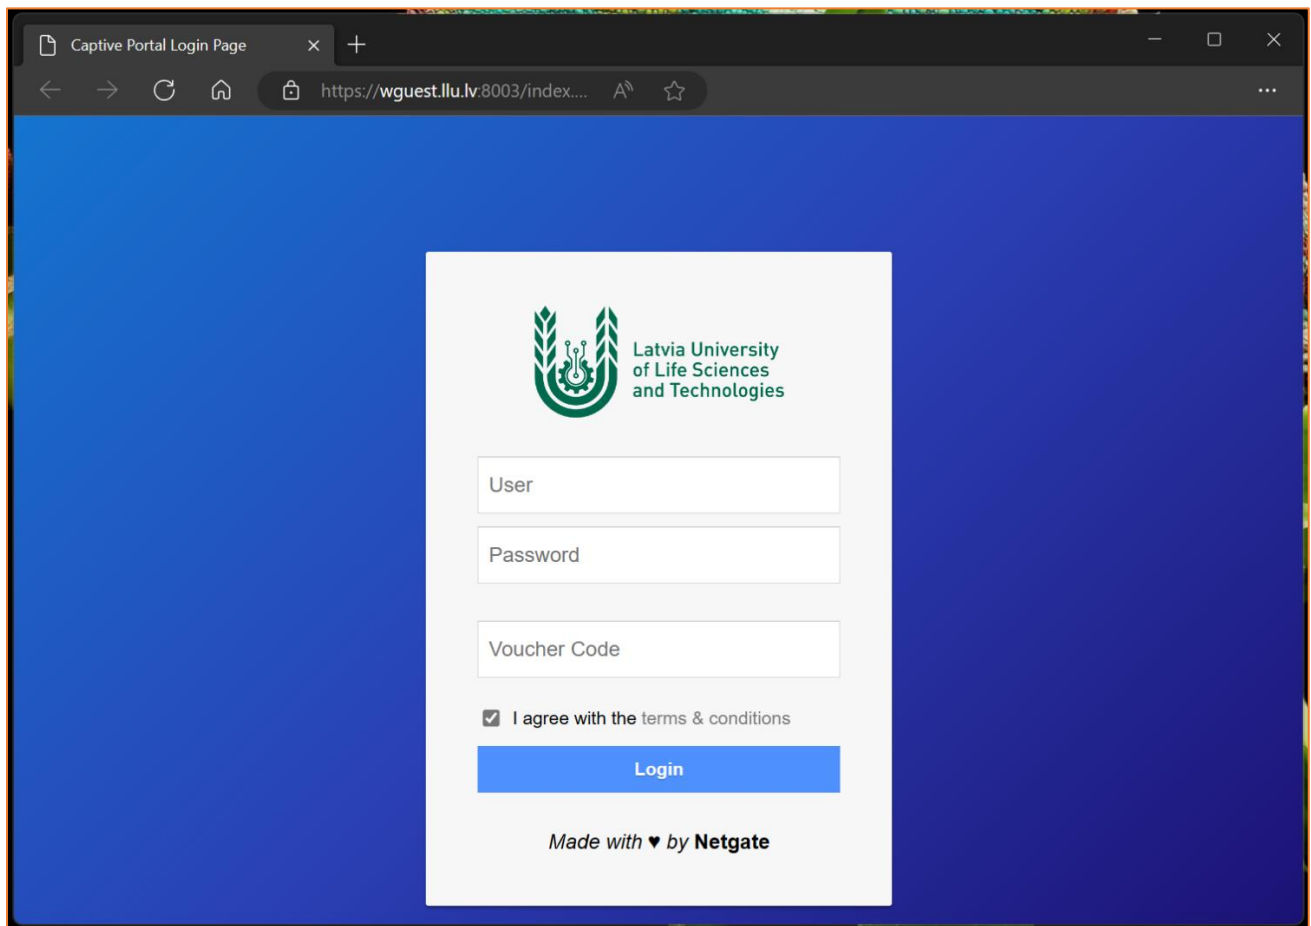 Captive Portal Login Page
https://wguest.llu.lv:8003/index....
Latvia University
of Life Sciences
and Technologies
User
Password
Voucher Code
I agree with the terms & conditions
Login
Made with ♥ by Netgate